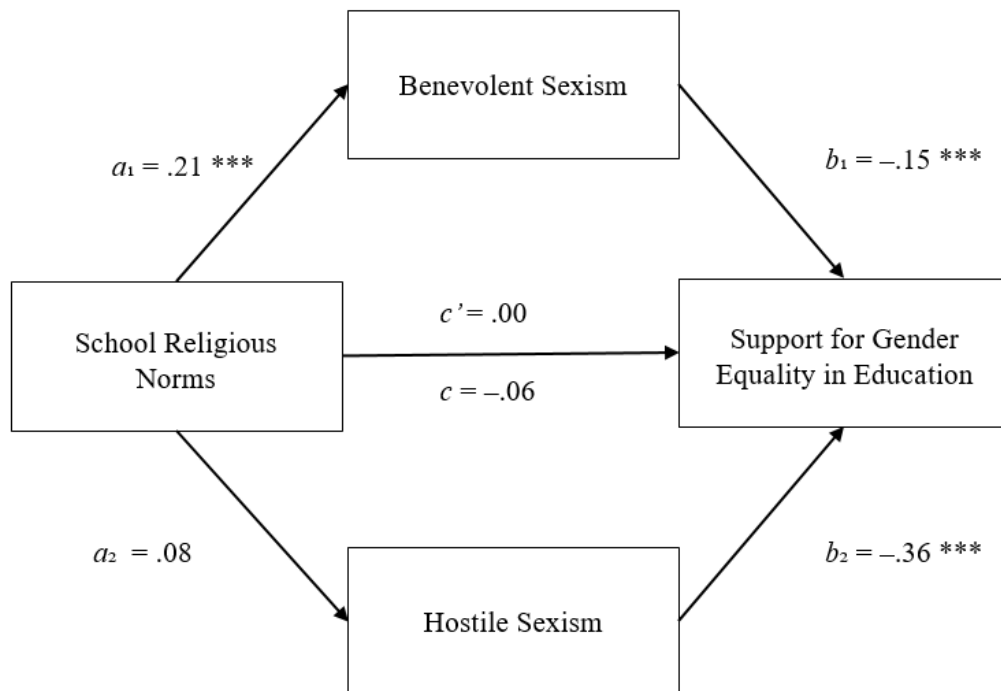 Benevolent Sexism
a₁ = .21 ***
b₁ = –.15 ***
School Religious
Norms
c’ = .00
c = –.06
Support for Gender
Equality in Education
a₂ = .08
b₂ = –.36 ***
Hostile Sexism